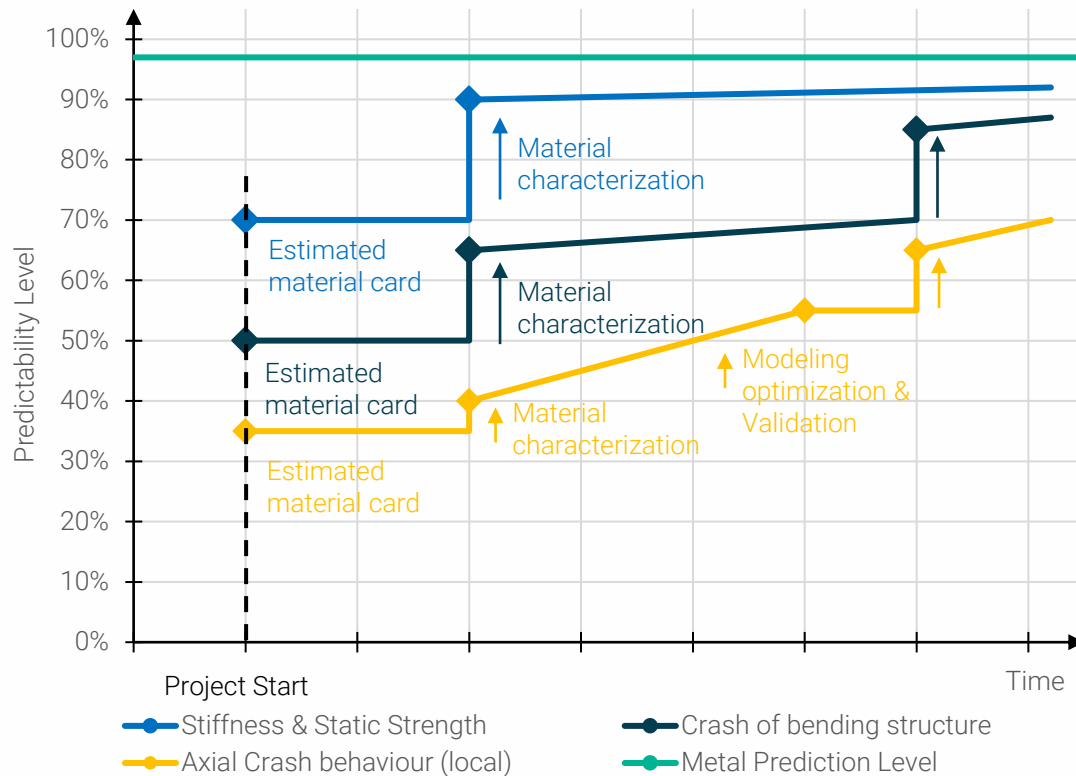 100%
90%
80%
70%
60%
50%
40%
30%
20%
10%
0%
Predictability Level
Material
characterization
Estimated
material card
Material
characterization
Estimated
material card
Modeling
optimization &
Validation
Material
characterization
Estimated
material card
Project Start
Time
Stiffness & Static Strength
Crash of bending structure
Axial Crash behaviour (local)
Metal Prediction Level